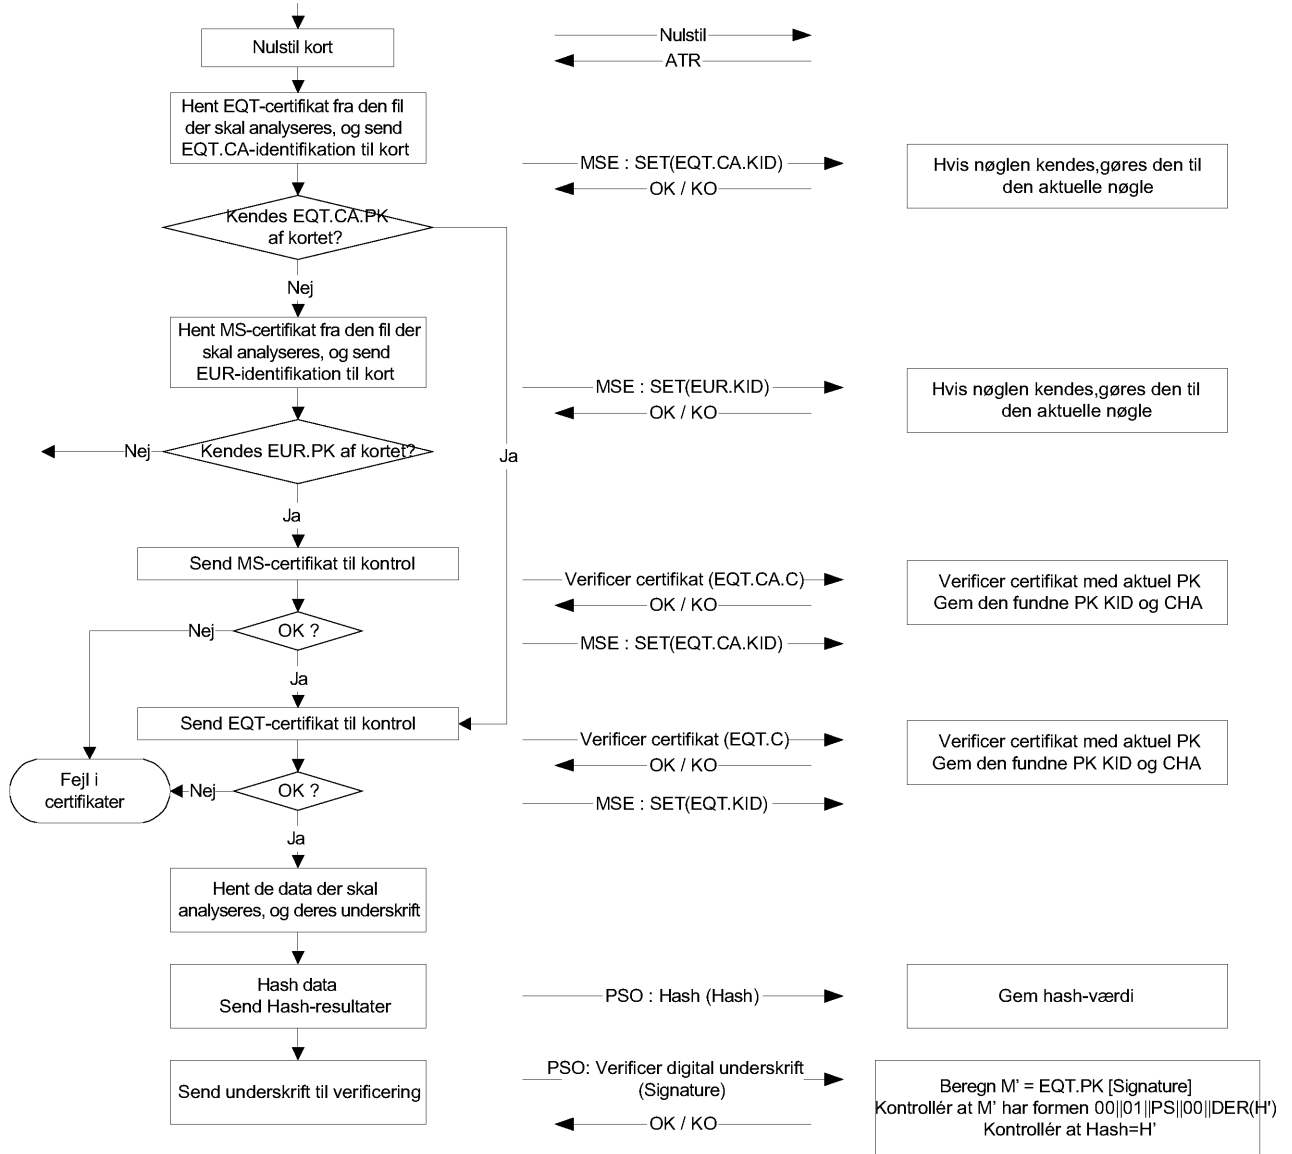 Nulstil kort
Nulstil
ATR
Hent EQT-certifikat fra den fil
der skal analyseres, og send
EQT.CA-identifikation til kort
MSE : SET(EQT.CA.KID)
OK / KO
Hvis nøglen kendes,gøres den til
den aktuelle nøgle
Kendes EQT.CA.PK
af kortet?
Nej
Hent MS-certifikat fra den fil der
skal analyseres, og send
EUR-identifikation til kort
MSE : SET(EUR.KID)
OK / KO
Hvis nøglen kendes,gøres den til
den aktuelle nøgle
Nej
Kendes EUR.PK af kortet?
Ja
Ja
Send MS-certifikat til kontrol
Verificer certifikat (EQT.CA.C)
OK / KO
Verificer certifikat med aktuel PK
Gem den fundne PK KID og CHA
Nej
OK ?
MSE : SET(EQT.CA.KID)
Ja
Send EQT-certifikat til kontrol
Verificer certifikat (EQT.C)
OK / KO
Verificer certifikat med aktuel PK
Gem den fundne PK KID og CHA
Fejl i
certifikater
Nej
OK ?
MSE : SET(EQT.KID)
Ja
Hent de data der skal
analyseres, og deres underskrift
Hash data
Send Hash-resultater
PSO : Hash (Hash)
Gem hash-værdi
Send underskrift til verificering
PSO: Verificer digital underskrift
(Signature)
OK / KO
Beregn M' = EQT.PK [Signature]
Kontrollér at M' har formen 00||01||PS||00||DER(H')
Kontrollér at Hash=H'